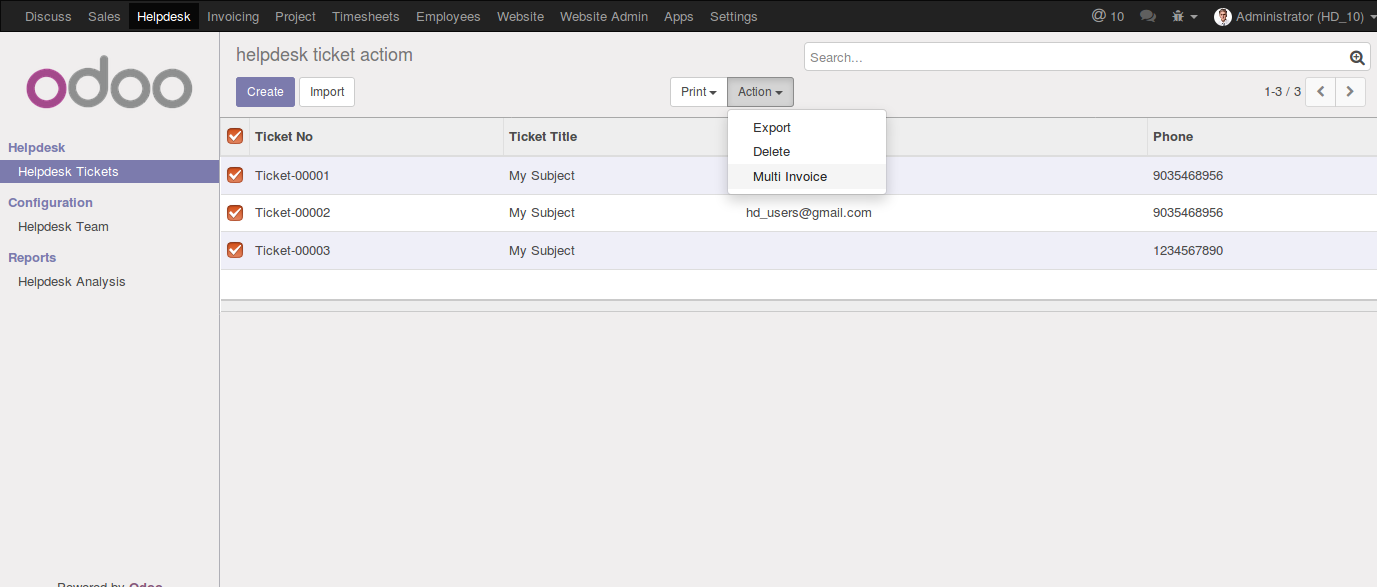 Discuss Sales Helpdesk Invoicing Project Timesheets Employees Website Website Admin Apps Settings @ 10 Administrator (HD_10)
odoo
helpdesk ticket actiom
Search...
Create Import Print Action 1-3 / 3
Export
Delete
Multi Invoice
Helpdesk
Helpdesk Tickets
Configuration
Helpdesk Team
Reports
Helpdesk Analysis
Ticket No Ticket Title Phone
Ticket-00001 My Subject 9035468956
Ticket-00002 My Subject hd_users@gmail.com 9035468956
Ticket-00003 My Subject 1234567890
Powered by Odoo